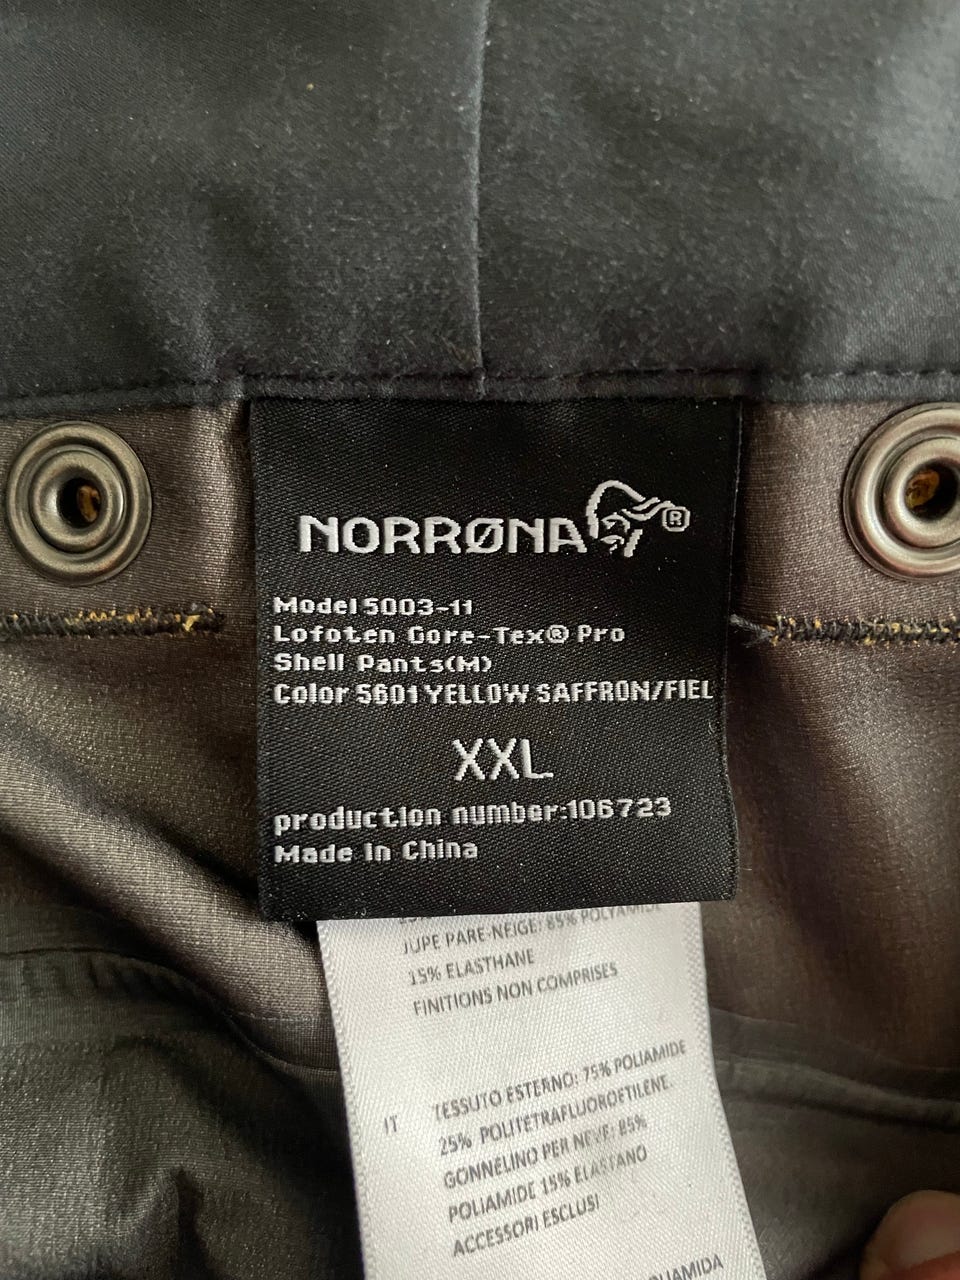 NORRØNA®
Model 5003-11
Lofoten Gore-Tex® Pro
Shell Pants(M)
Color 5601 YELLOW SAFFRON/FIEL
XXL
production number:106723
Made In China
JUPE PARE-NEIGE: 85% POLYAMIDE
15% ELASTHANE
FINITIONS NON COMPRISES
IT TESSUTO ESTERNO: 75% POLIAMIDE
25% POLITETRAFLUOROETILENE.
GONNELINO PER NEVE: 85%
POLIAMIDE 15% ELASTANO
ACCESSORI ESCLUSI